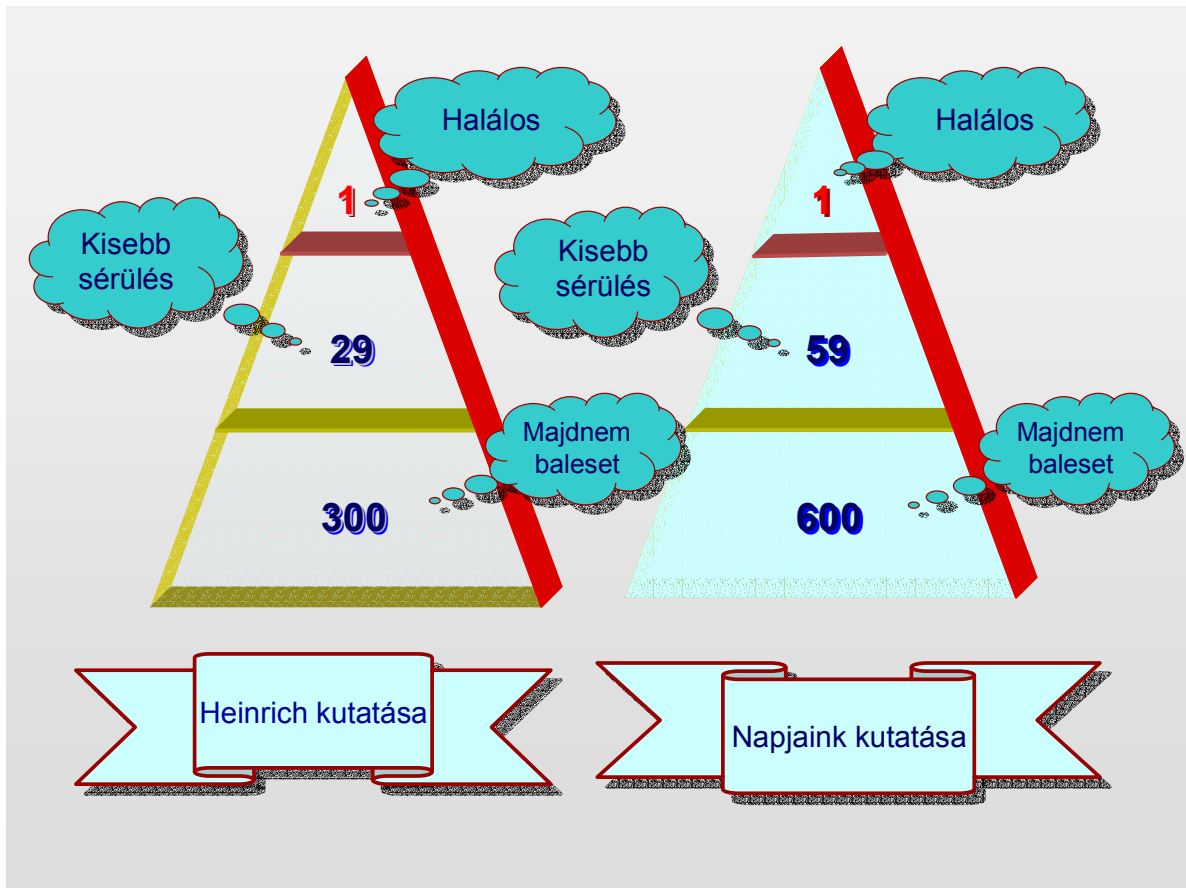 Halálos
1
Kisebb
sérülés
29
Majdnem
baleset
300
Heinrich kutatása
Halálos
1
Kisebb
sérülés
59
Majdnem
baleset
600
Napjaink kutatása